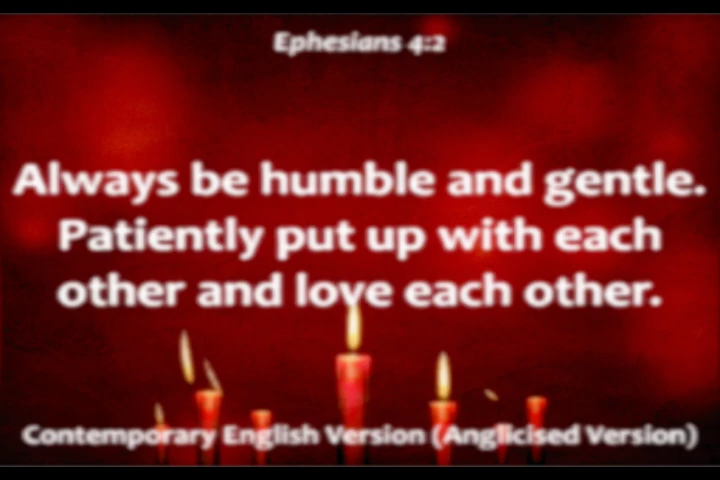 Ephesians 4:2
Always be humble and gentle.
Patiently put up with each
other and love each other.
Contemporary English Version (Anglicised Version)